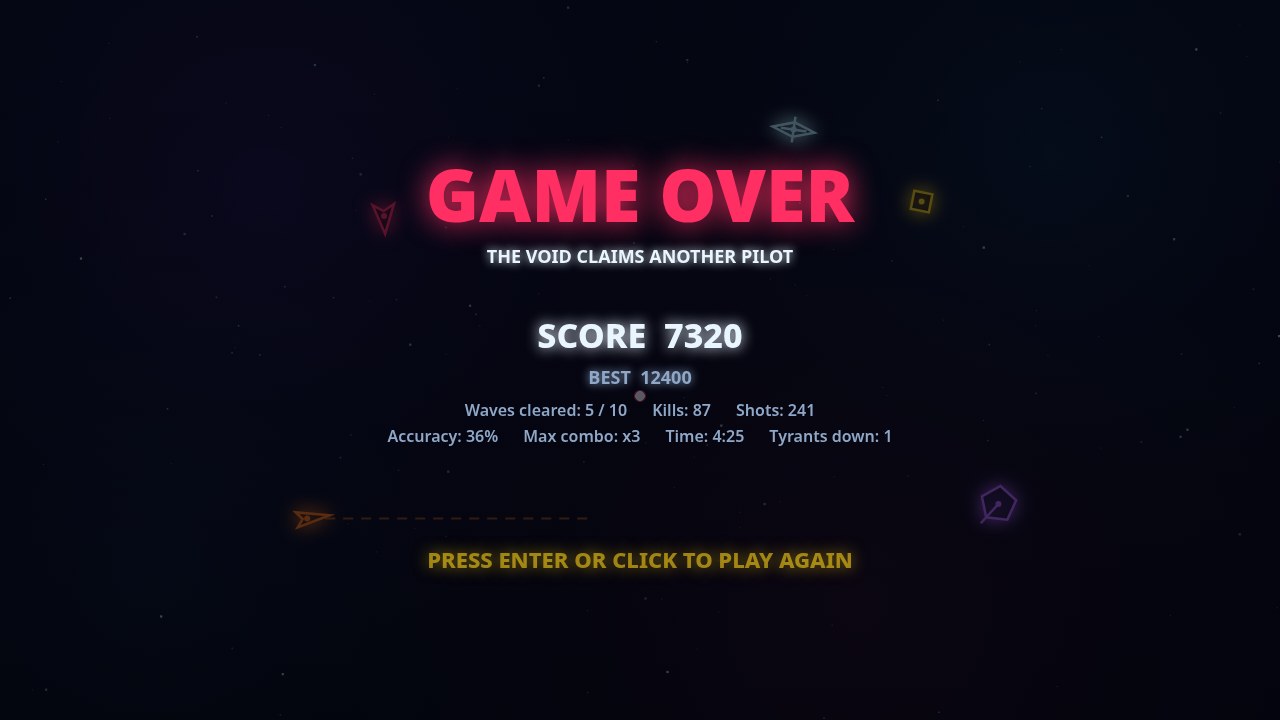 GAME OVER
THE VOID CLAIMS ANOTHER PILOT
SCORE 7320
BEST 12400
Waves cleared: 5 / 10 Kills: 87 Shots: 241
Accuracy: 36% Max combo: x3 Time: 4:25 Tyrants down: 1
PRESS ENTER OR CLICK TO PLAY AGAIN